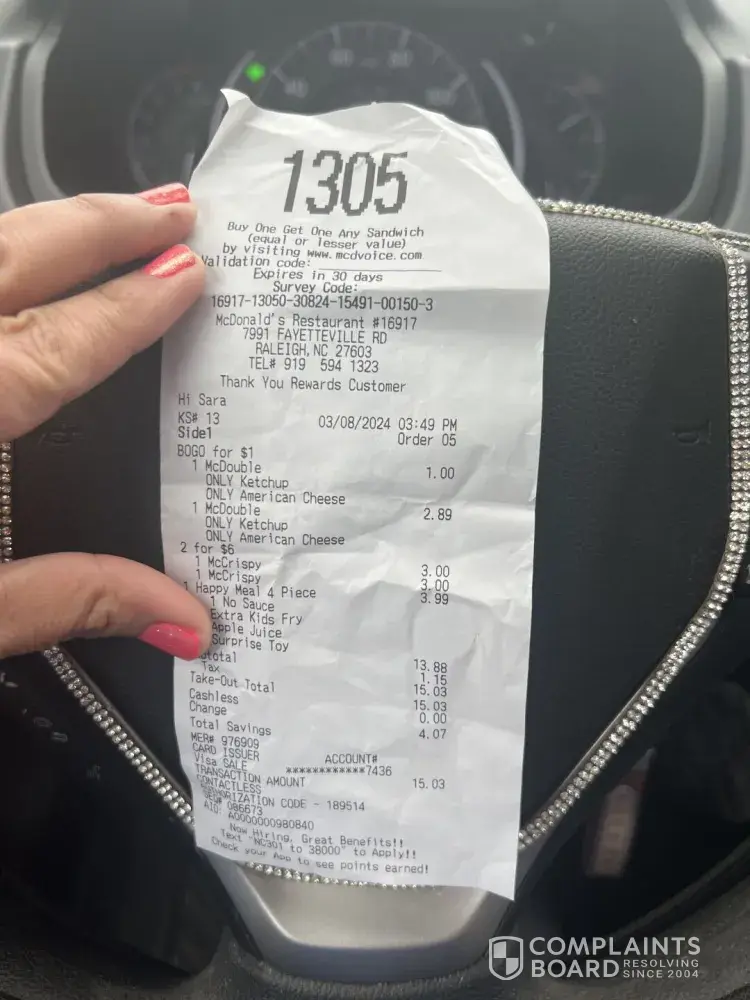 1305
Buy One Get One Any Sandwich
(equal or lesser value)
by visiting www.mcdvoice.com
Validation code:
Expires in 30 days
Survey Code:
16917-13050-30824-15491-00150-3
McDonald's Restaurant #16917
7991 FAYETTEVILLE RD
RALEIGH, NC 27603
TEL# 919 594 1323
Thank You Rewards Customer
Hi Sara
KS# 13 03/08/2024 03:49 PM
Side1 Order 05
BOGO for $1
1 McDouble 1.00
ONLY Ketchup
ONLY American Cheese
1 McDouble 2.89
ONLY Ketchup
ONLY American Cheese
2 for $6
1 McCrispy 3.00
1 McCrispy 3.00
1 Happy Meal 4 Piece 3.99
1 No Sauce
Extra Kids Fry
Apple Juice
Surprise Toy
btotal 13.88
Tax 1.15
Take-Out Total 15.03
Cashless 15.03
Change 0.00
Total Savings 4.07
MER# 976909
CARD ISSUER ACCOUNT#
Visa SALE ************7436
TRANSACTION AMOUNT 15.03
CONTACTLESS
AUTHORIZATION CODE - 189514
SEQ# 086673
AID: A0000000980840
Now Hiring, Great Benefits!!
Text "NC301 to 38000" to Apply!!
Check your App to see points earned!
COMPLAINTS
BOARD RESOLVING
SINCE 2004